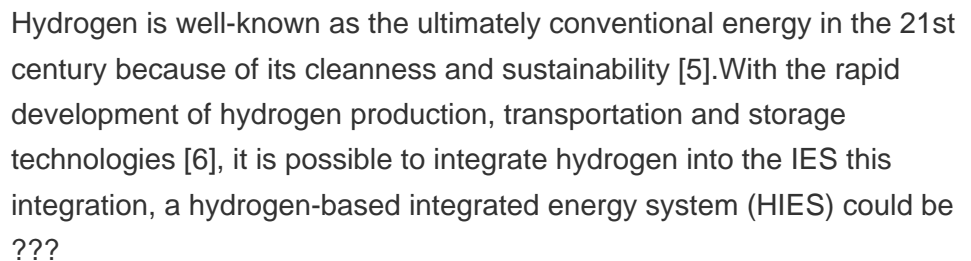 Hydrogen is well-known as the ultimately conventional energy in the 21st
century because of its cleanness and sustainability [5].With the rapid
development of hydrogen production, transportation and storage
technologies [6], it is possible to integrate hydrogen into the IES this
integration, a hydrogen-based integrated energy system (HIES) could be
???